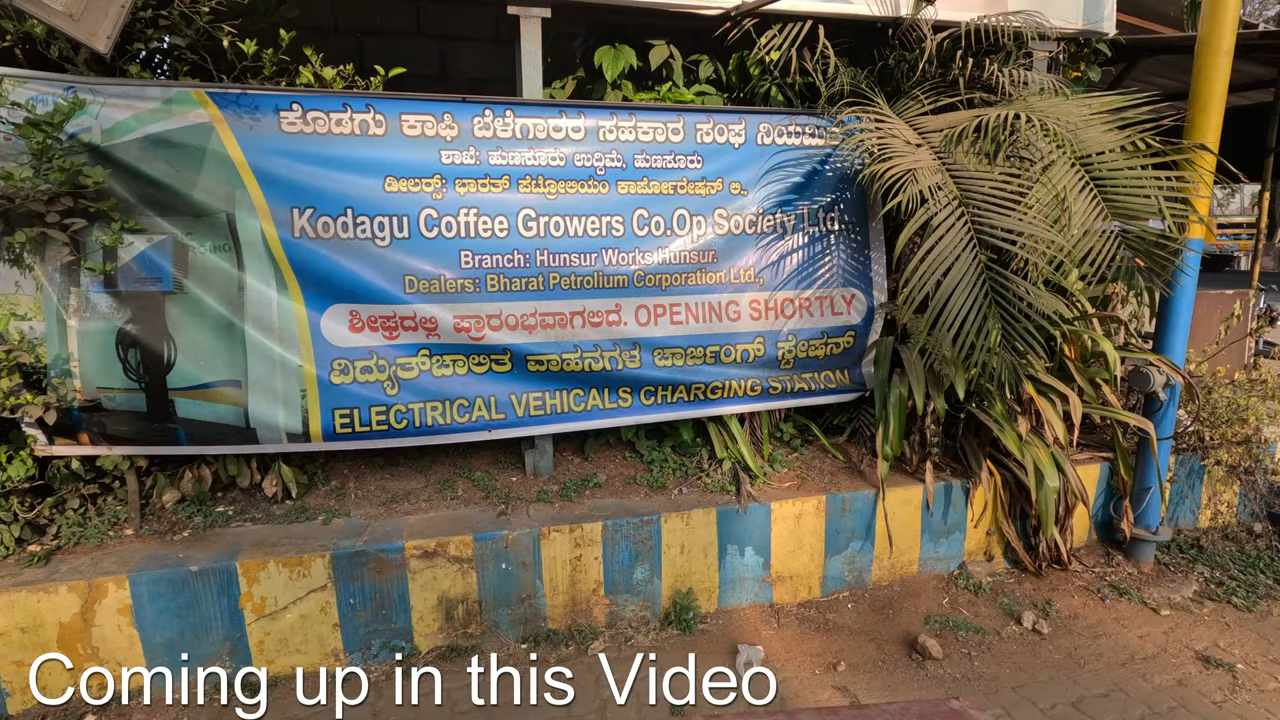 ಕೊಡಗು ಕಾಫಿ ಬೆಳೆಗಾರರ ಸಹಕಾರ ಸಂಘ ನಿಯಮಿತ
ಶಾಖೆ: ಹುಣಸೂರು ಉದ್ದಿಮೆ, ಹುಣಸೂರು
ಡೀಲರ್ಸ್: ಭಾರತ್ ಪೆಟ್ರೋಲಿಯಂ ಕಾರ್ಪೋರೇಷನ್ ಲಿ.,
Kodagu Coffee Growers Co.Op Society Ltd.,
Branch: Hunsur Works Hunsur.
Dealers: Bharat Petrolium Corporation Ltd.,
ಶೀಘ್ರದಲ್ಲಿ ಪ್ರಾರಂಭವಾಗಲಿದೆ. OPENING SHORTLY
ವಿದ್ಯುತ್‌ಚಾಲಿತ ವಾಹನಗಳ ಚಾರ್ಜಿಂಗ್ ಸ್ಟೇಷನ್
ELECTRICAL VEHICALS CHARGING STATION
Coming up in this Video